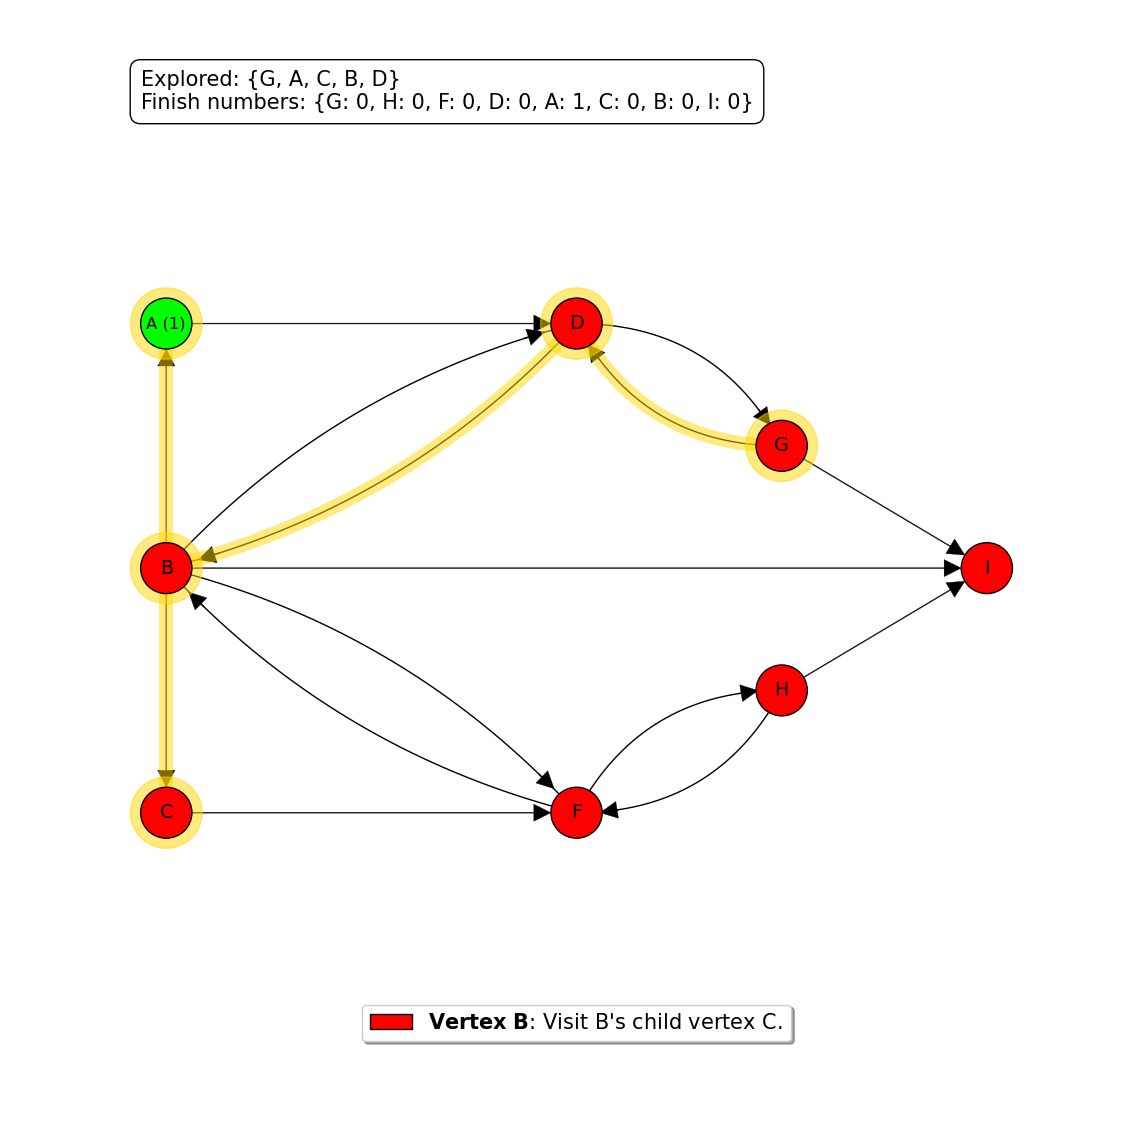 Explored: {G, A, C, B, D}
Finish numbers: {G: 0, H: 0, F: 0, D: 0, A: 1, C: 0, B: 0, I: 0}
A (1)
D
G
B
I
H
C
F
Vertex B: Visit B's child vertex C.